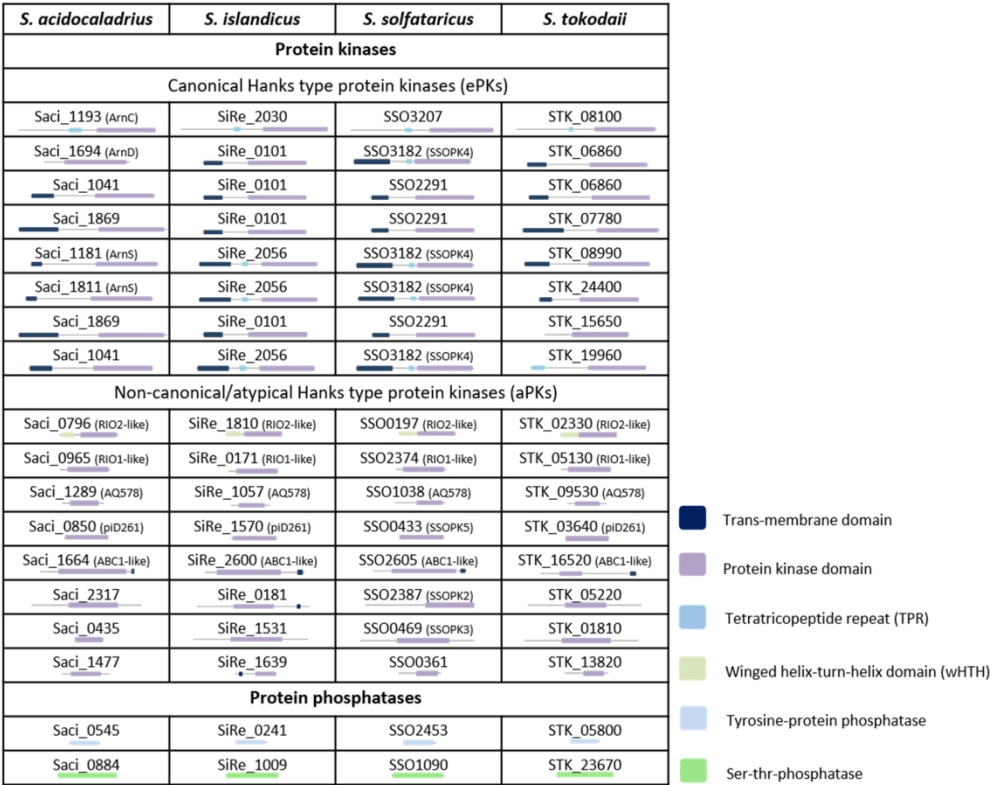 S. acidocaladrius S. islandicus S. solfataricus S. tokodaii
Protein kinases
Canonical Hanks type protein kinases (ePKs)
Saci_1193 (ArnC) SiRe_2030 SSO3207 STK_08100
Saci_1694 (ArnD) SiRe_0101 SSO3182 (SSOPK4) STK_06860
Saci_1041 SiRe_0101 SSO2291 STK_06860
Saci_1869 SiRe_0101 SSO2291 STK_07780
Saci_1181 (ArnS) SiRe_2056 SSO3182 (SSOPK4) STK_08990
Saci_1811 (ArnS) SiRe_2056 SSO3182 (SSOPK4) STK_24400
Saci_1869 SiRe_0101 SSO2291 STK_15650
Saci_1041 SiRe_2056 SSO3182 (SSOPK4) STK_19960
Non-canonical/atypical Hanks type protein kinases (aPKs)
Saci_0796 (RIO2-like) SiRe_1810 (RIO2-like) SSO0197 (RIO2-like) STK_02330 (RIO2-like)
Saci_0965 (RIO1-like) SiRe_0171 (RIO1-like) SSO2374 (RIO1-like) STK_05130 (RIO1-like)
Saci_1289 (AQ578) SiRe_1057 (AQ578) SSO1038 (AQ578) STK_09530 (AQ578)
Saci_0850 (piD261) SiRe_1570 (piD261) SSO0433 (SSOPK5) STK_03640 (piD261)
Saci_1664 (ABC1-like) SiRe_2600 (ABC1-like) SSO2605 (ABC1-like) STK_16520 (ABC1-like)
Saci_2317 SiRe_0181 SSO2387 (SSOPK2) STK_05220
Saci_0435 SiRe_1531 SSO0469 (SSOPK3) STK_01810
Saci_1477 SiRe_1639 SSO0361 STK_13820
Protein phosphatases
Saci_0545 SiRe_0241 SSO2453 STK_05800
Saci_0884 SiRe_1009 SSO1090 STK_23670
Trans-membrane domain
Protein kinase domain
Tetratricopeptide repeat (TPR)
Winged helix-turn-helix domain (wHTH)
Tyrosine-protein phosphatase
Ser-thr-phosphatase